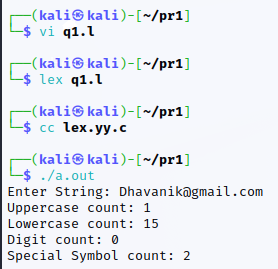 ┌──(kali㉿kali)-[~/pr1]
└─$ vi q1.l
┌──(kali㉿kali)-[~/pr1]
└─$ lex q1.l
┌──(kali㉿kali)-[~/pr1]
└─$ cc lex.yy.c
┌──(kali㉿kali)-[~/pr1]
└─$ ./a.out
Enter String: Dhavanik@gmail.com
Uppercase count: 1
Lowercase count: 15
Digit count: 0
Special Symbol count: 2